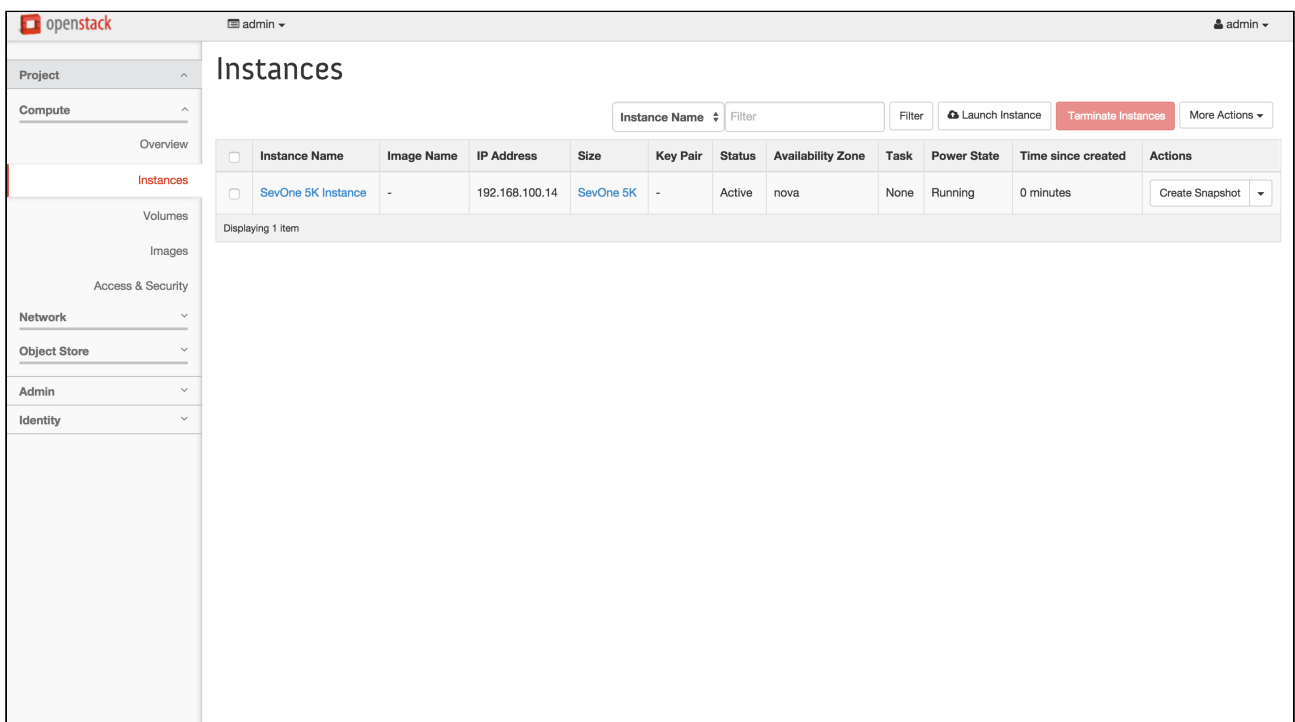 openstack admin admin
Project
Compute
Overview
Instances
Volumes
Images
Access & Security
Network
Object Store
Admin
Identity
Instances
Instance Name Filter Filter Launch Instance Terminate Instances More Actions
Instance Name Image Name IP Address Size Key Pair Status Availability Zone Task Power State Time since created Actions
SevOne 5K Instance - 192.168.100.14 SevOne 5K - Active nova None Running 0 minutes Create Snapshot
Displaying 1 item